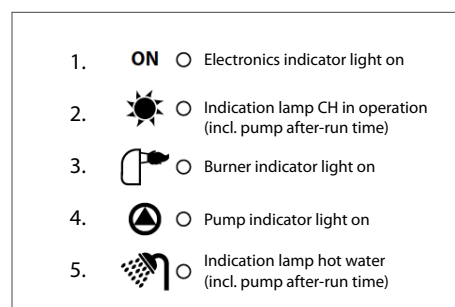 1. ON Electronics indicator light on
2. Indication lamp CH in operation
(incl. pump after-run time)
3. Burner indicator light on
4. Pump indicator light on
5. Indication lamp hot water
(incl. pump after-run time)